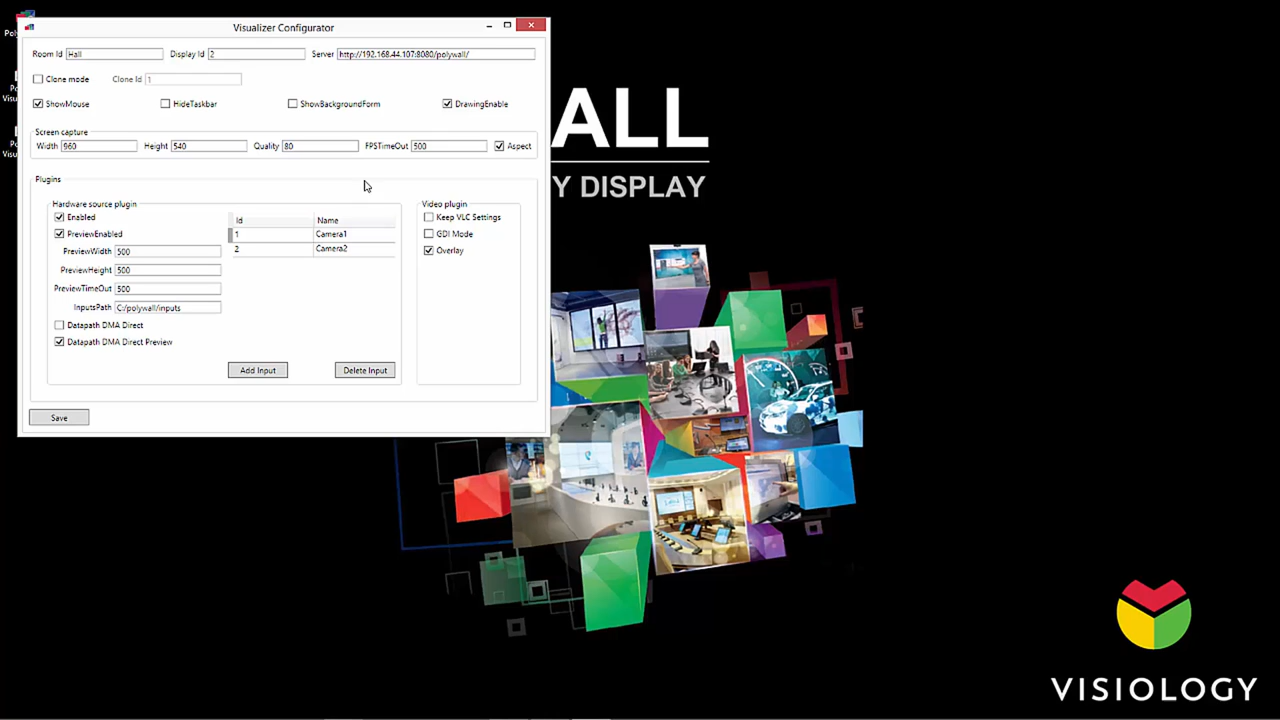 Visualizer Configurator
Room Id Hall Display Id 2 Server http://192.168.44.107:8080/polywall/
Clone mode Clone Id 1
ShowMouse HideTaskbar ShowBackgroundForm DrawingEnable
Screen capture
Width 960 Height 540 Quality 80 FPSTimeOut 500 Aspect
Plugins
Hardware source plugin
Enabled
PreviewEnabled
PreviewWidth 500
PreviewHeight 500
PreviewTimeOut 500
InputsPath C:/polywall/inputs
Datapath DMA Direct
Datapath DMA Direct Preview
Id Name
1 Camera1
2 Camera2
Add Input Delete Input
Video plugin
Keep VLC Settings
GDI Mode
Overlay
Save
ALL
Y DISPLAY
VISIOLOGY